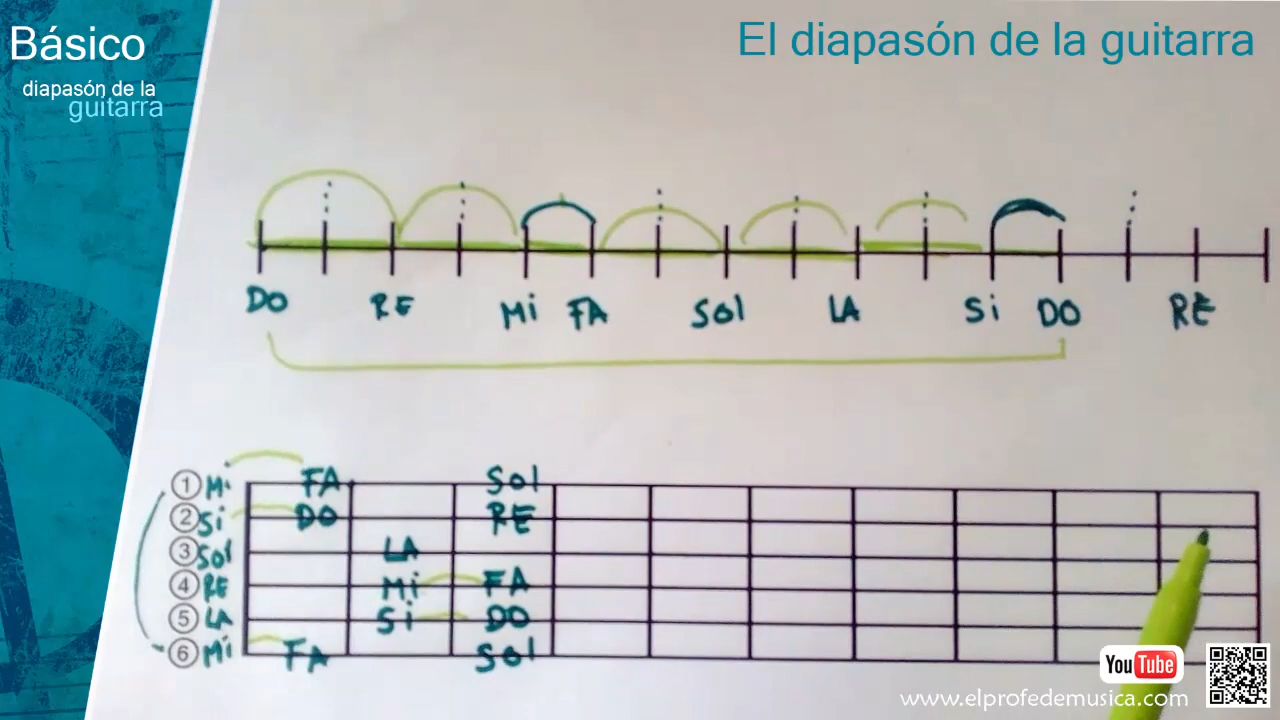 Básico
diapasón de la
guitarra
El diapasón de la guitarra
DO RE Mi FA SOl LA Si DO RE
1 Mi FA Sol
2 Si DO RE
3 Sol LA
4 RE Mi FA
5 LA Si DO
6 Mi FA Sol
YouTube
www.elprofedemusica.com